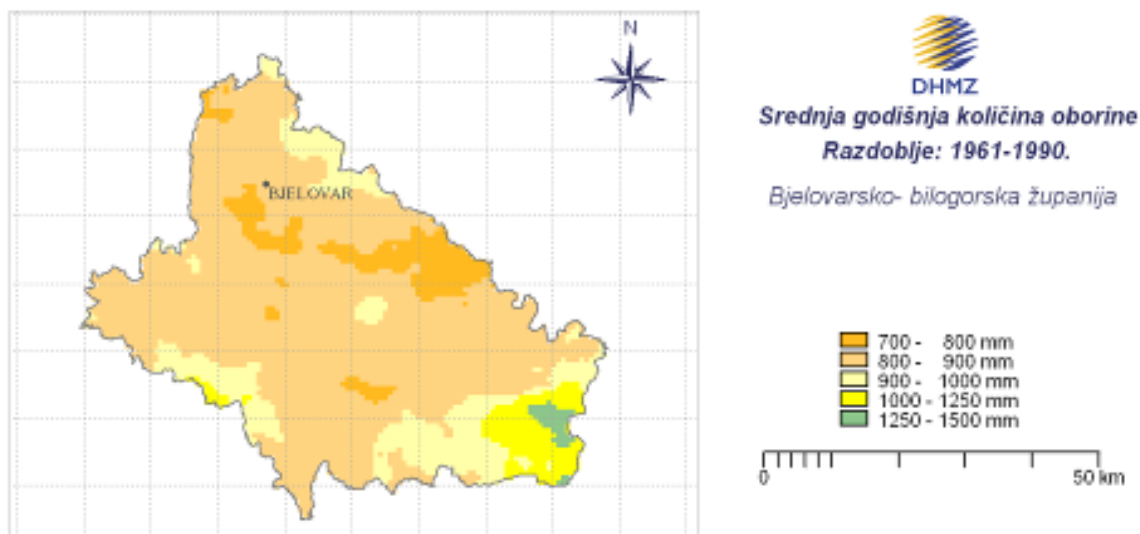 N
BJELOVAR
DHMZ
Srednja godišnja količina oborine
Razdoblje: 1961-1990.
Bjelovarsko- bilogorska županija
700 - 800 mm
800 - 900 mm
900 - 1000 mm
1000 - 1250 mm
1250 - 1500 mm
0 50 km